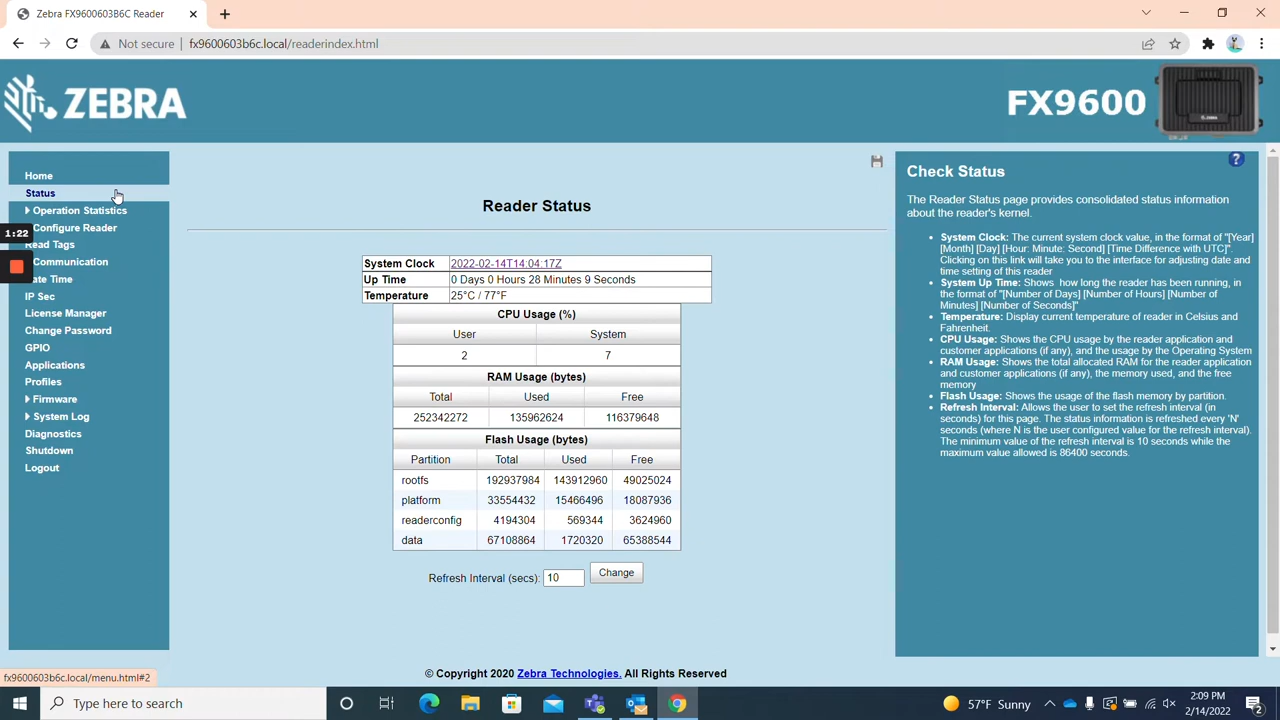 Zebra FX9600603B6C Reader
Not secure
fx9600603b6c.local/readerindex.html
ZEBRA
FX9600
Home
Status
Operation Statistics
Configure Reader
Read Tags
Communication
ate Time
IP Sec
License Manager
Change Password
GPIO
Applications
Profiles
Firmware
System Log
Diagnostics
Shutdown
Logout
1:22
Reader Status
System Clock 2022-02-14T14:04:17Z
Up Time 0 Days 0 Hours 28 Minutes 9 Seconds
Temperature 25°C / 77°F
CPU Usage (%)
User System
2 7
RAM Usage (bytes)
Total Used Free
252342272 135962624 116379648
Flash Usage (bytes)
Partition Total Used Free
rootfs 192937984 143912960 49025024
platform 33554432 15466496 18087936
readerconfig 4194304 569344 3624960
data 67108864 1720320 65388544
Refresh Interval (secs): 10 Change
Check Status
?
The Reader Status page provides consolidated status information
about the reader's kernel.
• System Clock: The current system clock value, in the format of "[Year]
[Month] [Day] [Hour: Minute: Second] [Time Difference with UTC]"
Clicking on this link will take you to the interface for adjusting date and
time setting of this reader
• System Up Time: Shows how long the reader has been running, in
the format of "[Number of Days] [Number of Hours] [Number of
Minutes] [Number of Seconds]"
• Temperature: Display current temperature of reader in Celsius and
Fahrenheit.
• CPU Usage: Shows the CPU usage by the reader application and
customer applications (if any), and the usage by the Operating System
• RAM Usage: Shows the total allocated RAM for the reader application
and customer applications (if any), the memory used, and the free
memory
• Flash Usage: Shows the usage of the flash memory by partition.
• Refresh Interval: Allows the user to set the refresh interval (in
seconds) for this page. The status information is refreshed every 'N'
seconds (where N is the user configured value for the refresh interval).
The minimum value of the refresh interval is 10 seconds while the
maximum value allowed is 86400 seconds.
© Copyright 2020 Zebra Technologies. All Rights Reserved
fx9600603b6c.local/menu.html#2
Type here to search
57°F Sunny
2:09 PM
2/14/2022
2